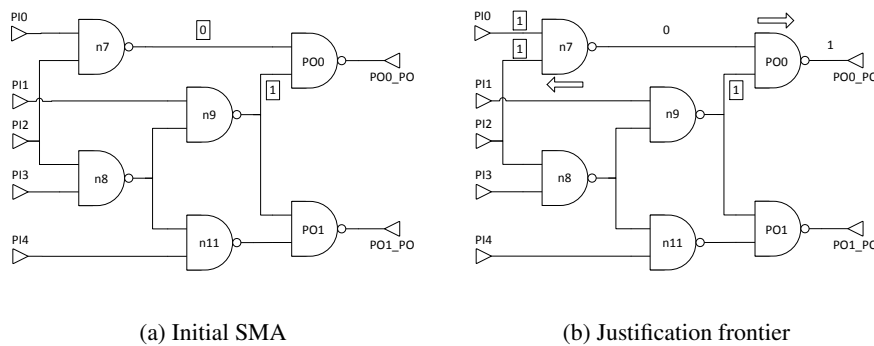 PI0
n7
0
PO0
PO0_PO
PI1
1
n9
PI2
n8
PI3
PI4
n11
PO1
PO1_PO
(a) Initial SMA
PI0
1
1
n7
0
PO0
1
PO0_PO
PI1
1
n9
PI2
n8
PI3
PI4
n11
PO1
PO1_PO
(b) Justification frontier